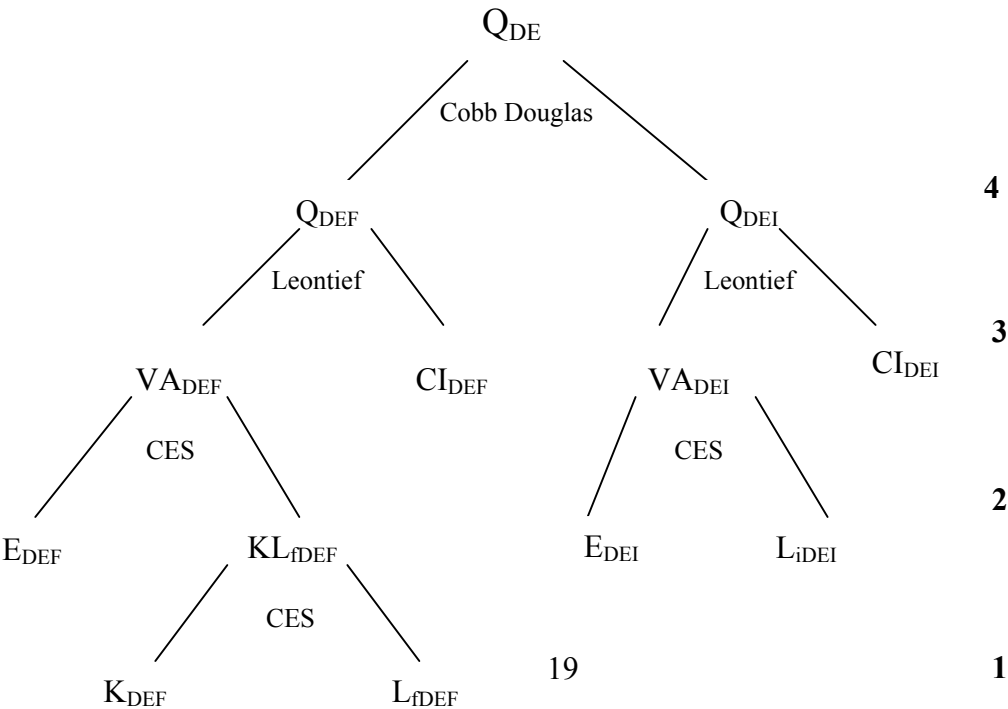 Q_DE
Cobb Douglas
4
Q_DEF Q_DEI
Leontief Leontief
3
VA_DEF CI_DEF VA_DEI CI_DEI
CES CES
2
E_DEF KL_fDEF E_DEI L_iDEI
CES
19 1
K_DEF L_fDEF